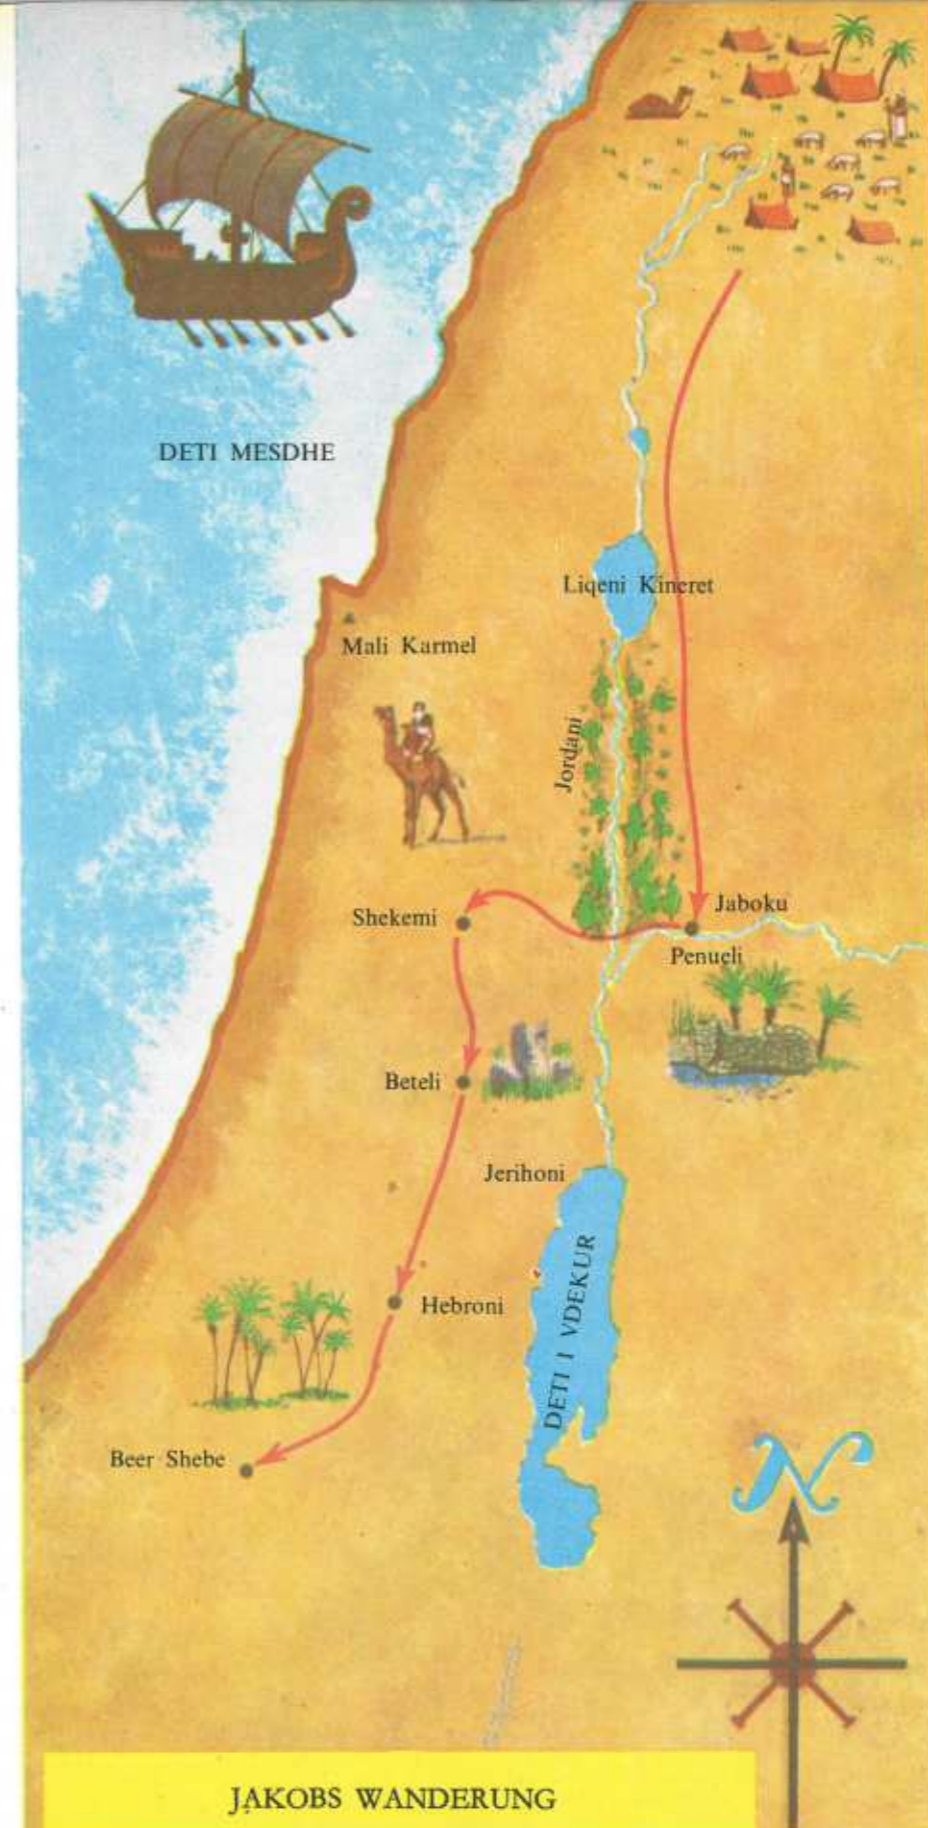 DETI MESDHE
Liqeni Kineret
Mali Karmel
Jordani
Jaboku
Shekemi
Penueli
Beteli
Jerihoni
DETI I VDEKUR
Hebroni
Beer Shebe
N
JAKOBS WANDERUNG